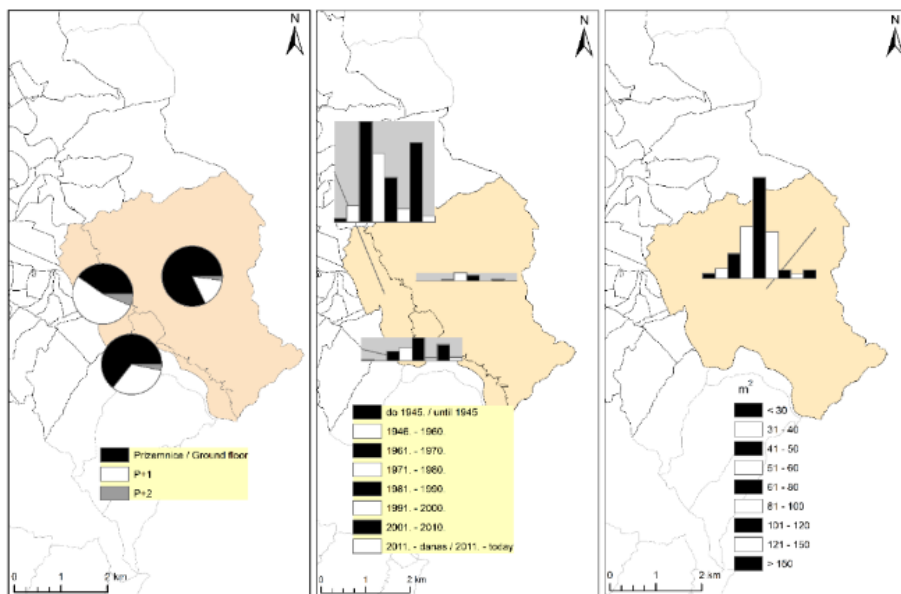 N
Prizemnice / Ground floor
P+1
P+2
0 1 2 km
N
do 1945. / until 1945
1946. - 1960.
1961. - 1970.
1971. - 1980.
1981. - 1990.
1991. - 2000.
2001. - 2010.
2011. - danas / 2011. - today
0 1 2 km
N
m²
< 30
31 - 40
41 - 50
51 - 60
61 - 80
81 - 100
101 - 120
121 - 150
> 150
0 1 2 km